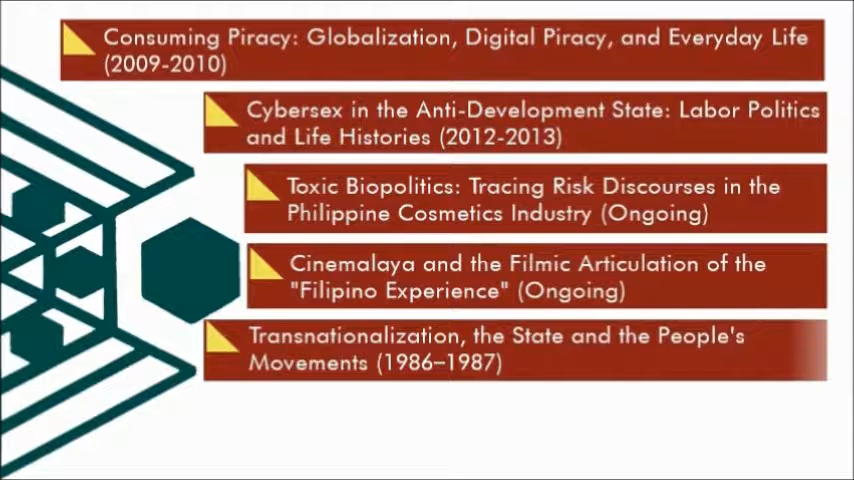 Consuming Piracy: Globalization, Digital Piracy, and Everyday Life
(2009-2010)
Cybersex in the Anti-Development State: Labor Politics
and Life Histories (2012-2013)
Toxic Biopolitics: Tracing Risk Discourses in the
Philippine Cosmetics Industry (Ongoing)
Cinemalaya and the Filmic Articulation of the
"Filipino Experience" (Ongoing)
Transnationalization, the State and the People's
Movements (1986–1987)